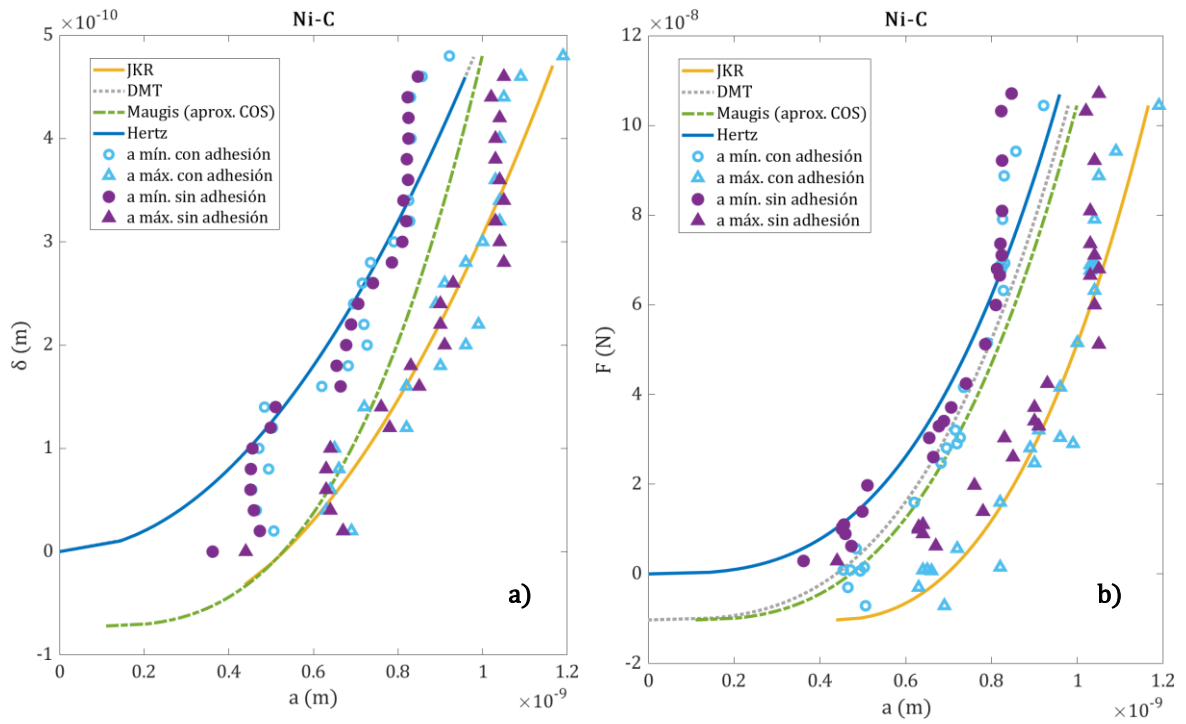 Ni-C
×10⁻¹⁰
5
4
3
2
1
0
-1
δ (m)
JKR
DMT
Maugis (aprox. COS)
Hertz
a mín. con adhesión
a máx. con adhesión
a mín. sin adhesión
a máx. sin adhesión
a)
0
0.2
0.4
0.6
0.8
1
1.2
a (m)
×10⁻⁹
Ni-C
×10⁻⁸
12
10
8
6
4
2
0
-2
F (N)
JKR
DMT
Maugis (aprox. COS)
Hertz
a mín. con adhesión
a máx. con adhesión
a mín. sin adhesión
a máx. sin adhesión
b)
0
0.2
0.4
0.6
0.8
1
1.2
a (m)
×10⁻⁹